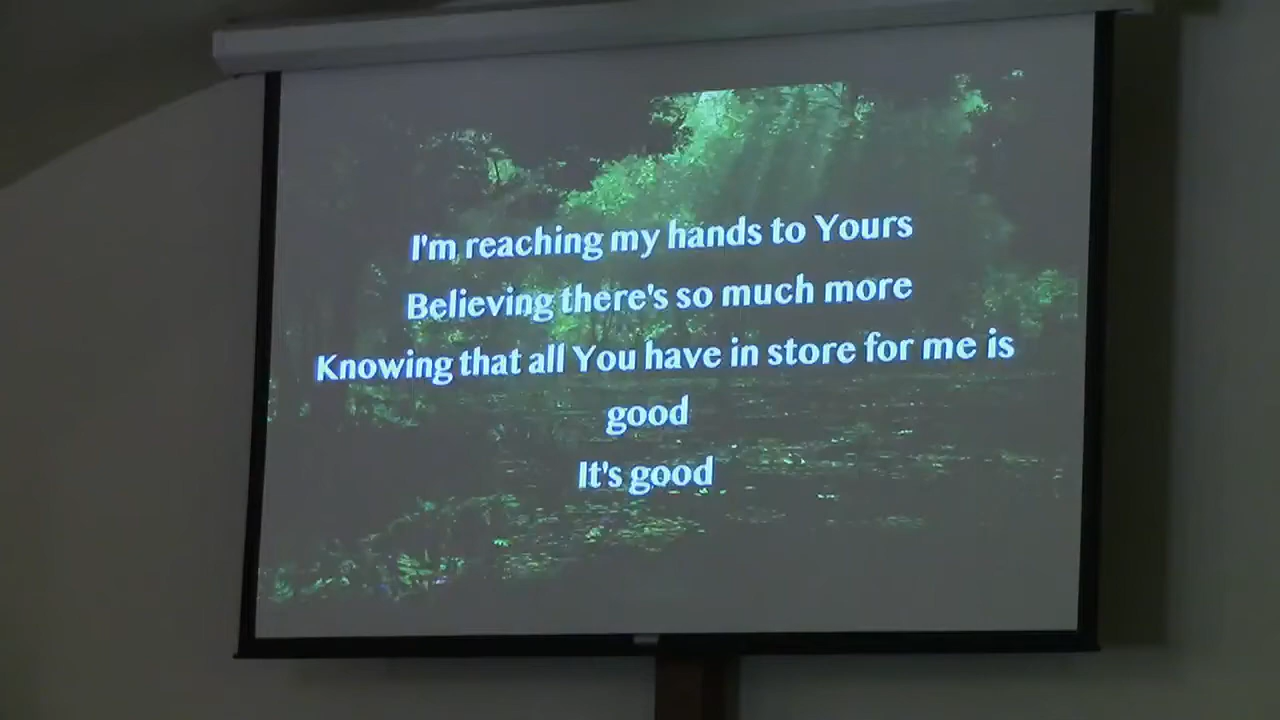 I'm reaching my hands to Yours
Believing there's so much more
Knowing that all You have in store for me is
good
It's good